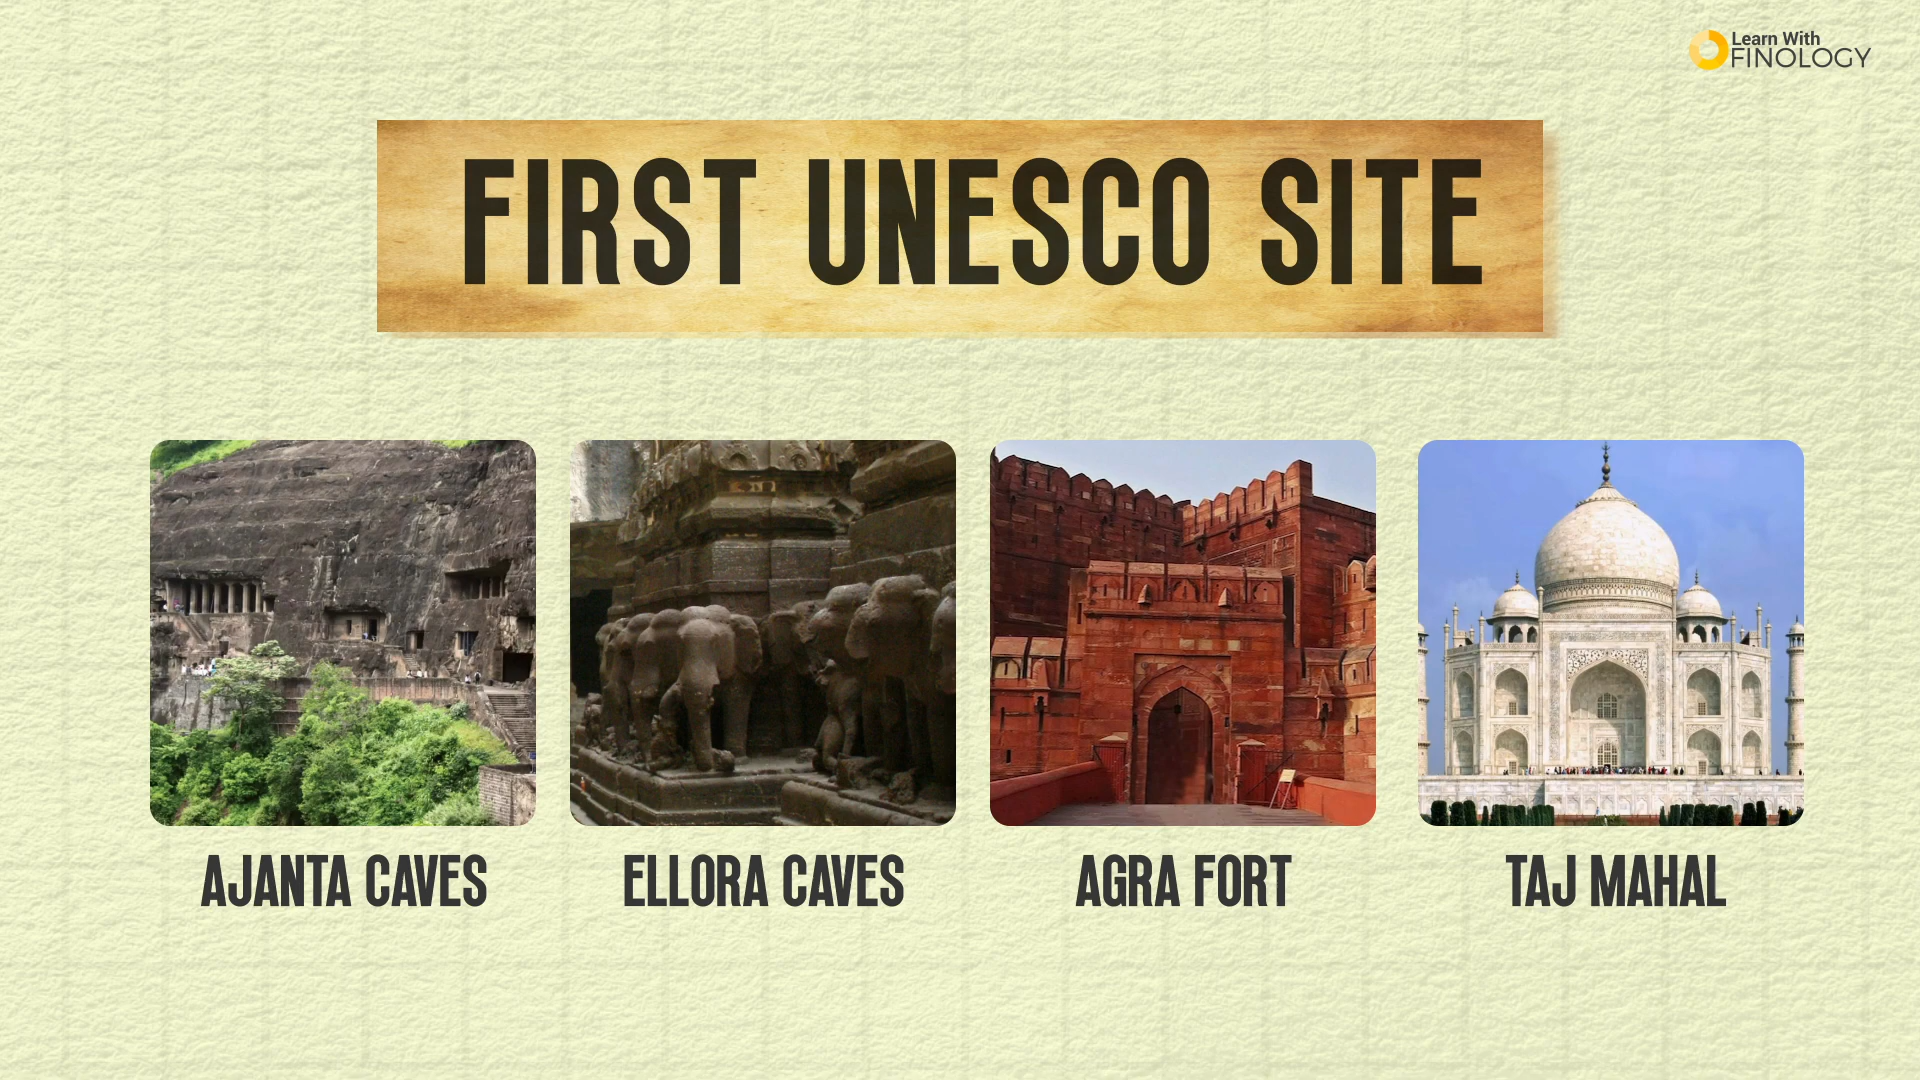 Learn With
FINOLOGY
FIRST UNESCO SITE
AJANTA CAVES
ELLORA CAVES
AGRA FORT
TAJ MAHAL